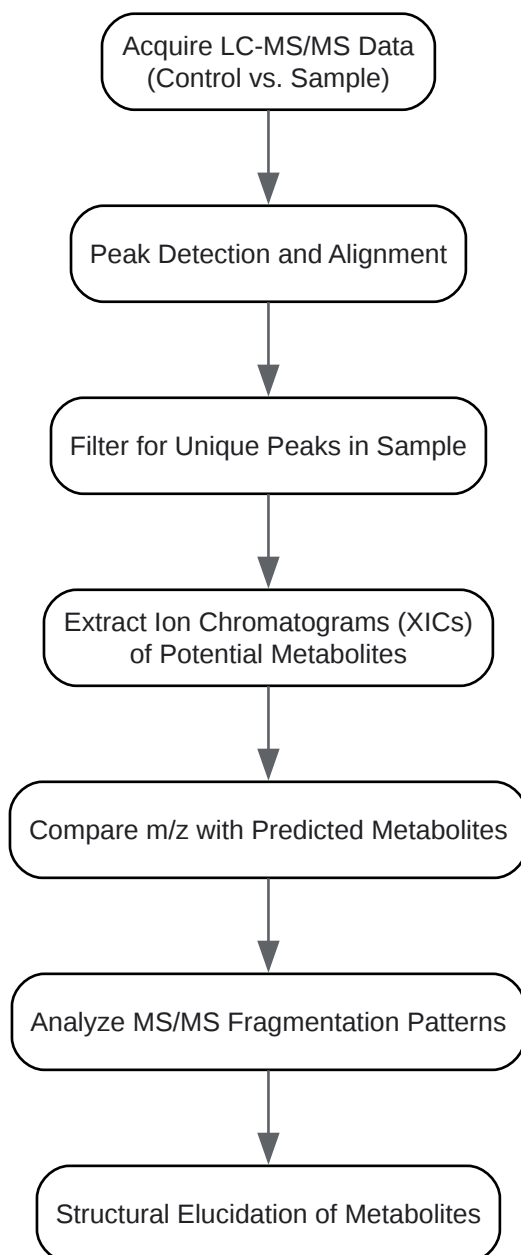 Acquire LC-MS/MS Data
(Control vs. Sample)
Peak Detection and Alignment
Filter for Unique Peaks in Sample
Extract Ion Chromatograms (XICs)
of Potential Metabolites
Compare m/z with Predicted Metabolites
Analyze MS/MS Fragmentation Patterns
Structural Elucidation of Metabolites